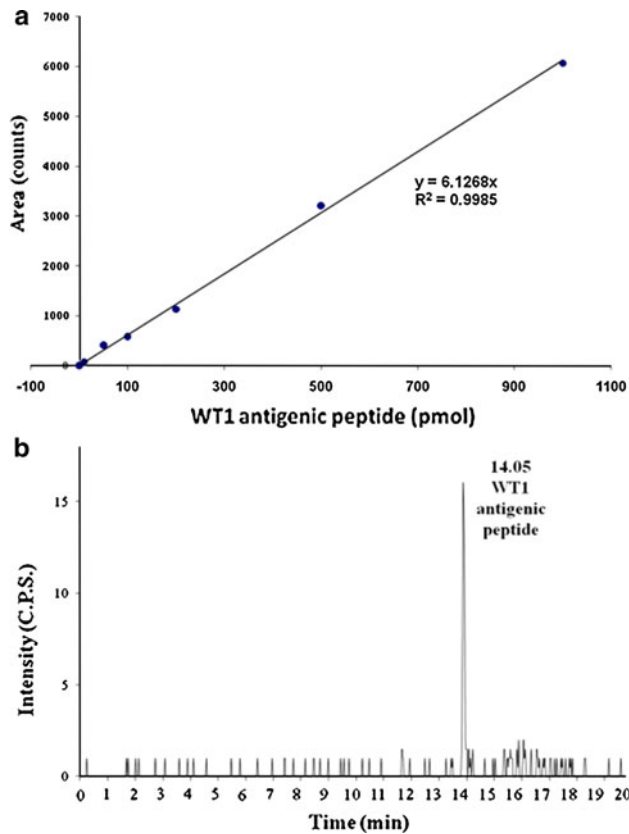 a
7000
6000
5000
4000
3000
2000
1000
0
Area (counts)
y = 6.1268x
R² = 0.9985
-100 100 300 500 700 900 1100
WT1 antigenic peptide (pmol)
b
14.05
WT1
antigenic
peptide
15
10
5
0
Intensity (C.P.S.)
0 1 2 3 4 5 6 7 8 9 10 11 12 13 14 15 16 17 18 19 20
Time (min)